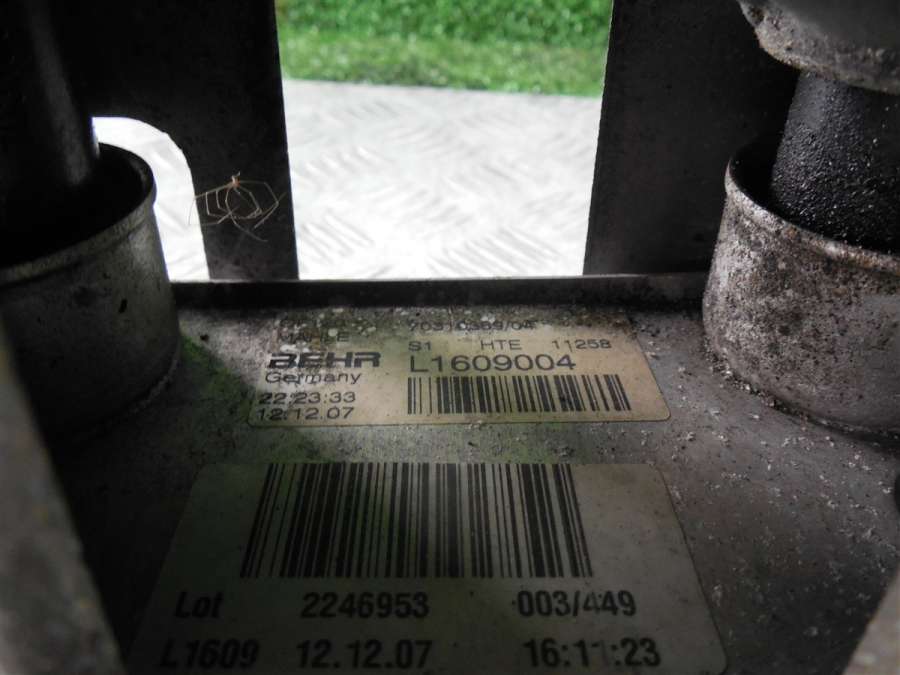 70310389/04
S1 HTE 11258
BEHR L1609004
Germany
22:23:33
12.12.07
Lot 2246953 003/449
L1609 12.12.07 16:11:23